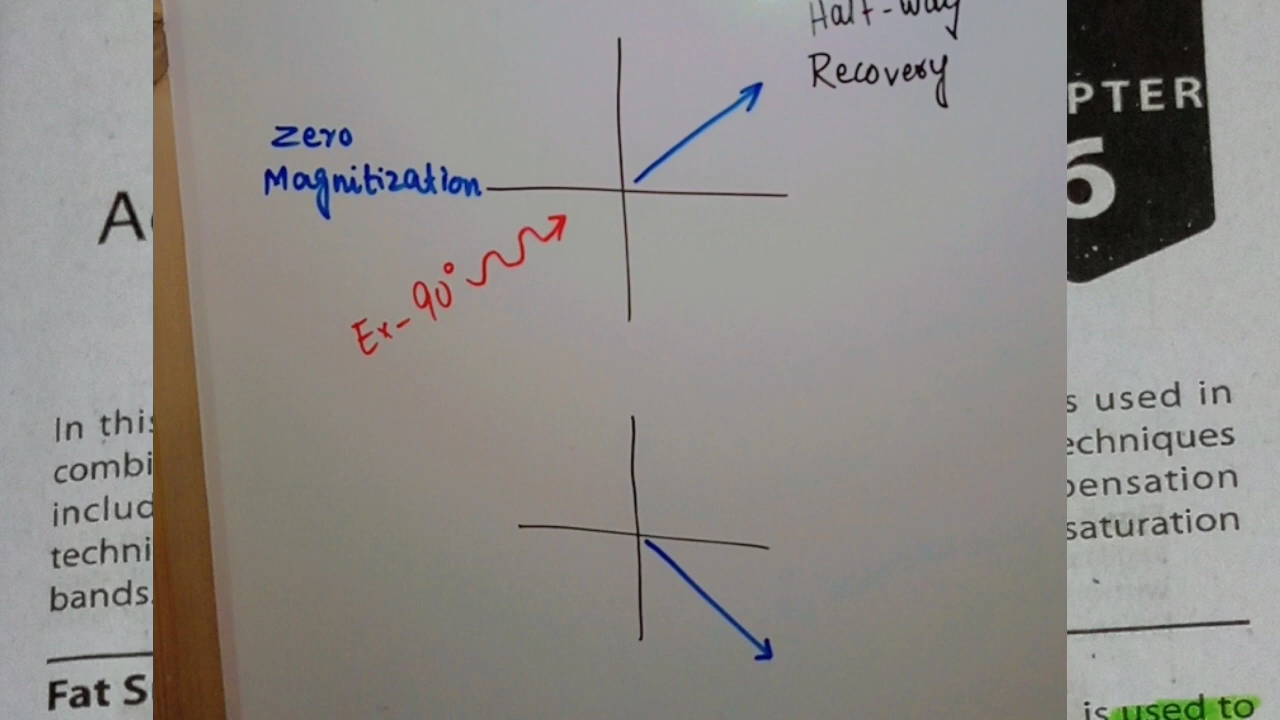 Half-way
Recovery
zero
Magnitization
Ex-90°
PTER
6
A
In this
combi
includ
techni
bands.
Fat S
s used in
echniques
pensation
saturation
is used to